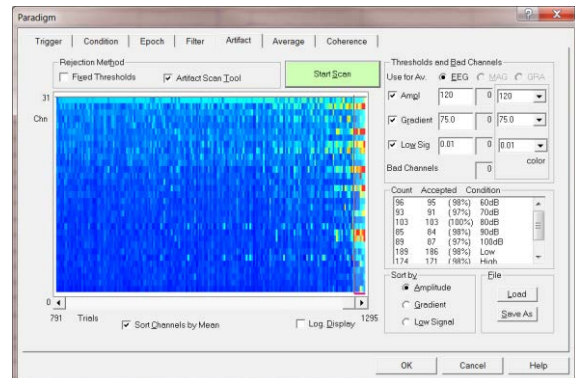 Paradigm
Trigger Condition Epoch Filter Artifact Average Coherence
Rejection Method
Fixed Thresholds
Artifact Scan Tool
Start Scan
Thresholds and Bad Channels
Use for Av. EEG MAG GRA
Ampl 120 0 120
Gradient 75.0 0 75.0
Low Sig 0.01 0 0.01
Bad Channels 0 color
31
Chn
0
791 Trials 1295
Sort Channels by Mean
Log. Display
Count Accepted Condition
96 95 (98%) 60dB
93 91 (97%) 70dB
103 103 (100%) 80dB
85 84 (98%) 90dB
89 87 (97%) 100dB
189 186 (98%) Low
174 171 (98%) High
Sort by
Amplitude
Gradient
Low Signal
File
Load
Save As
OK Cancel Help